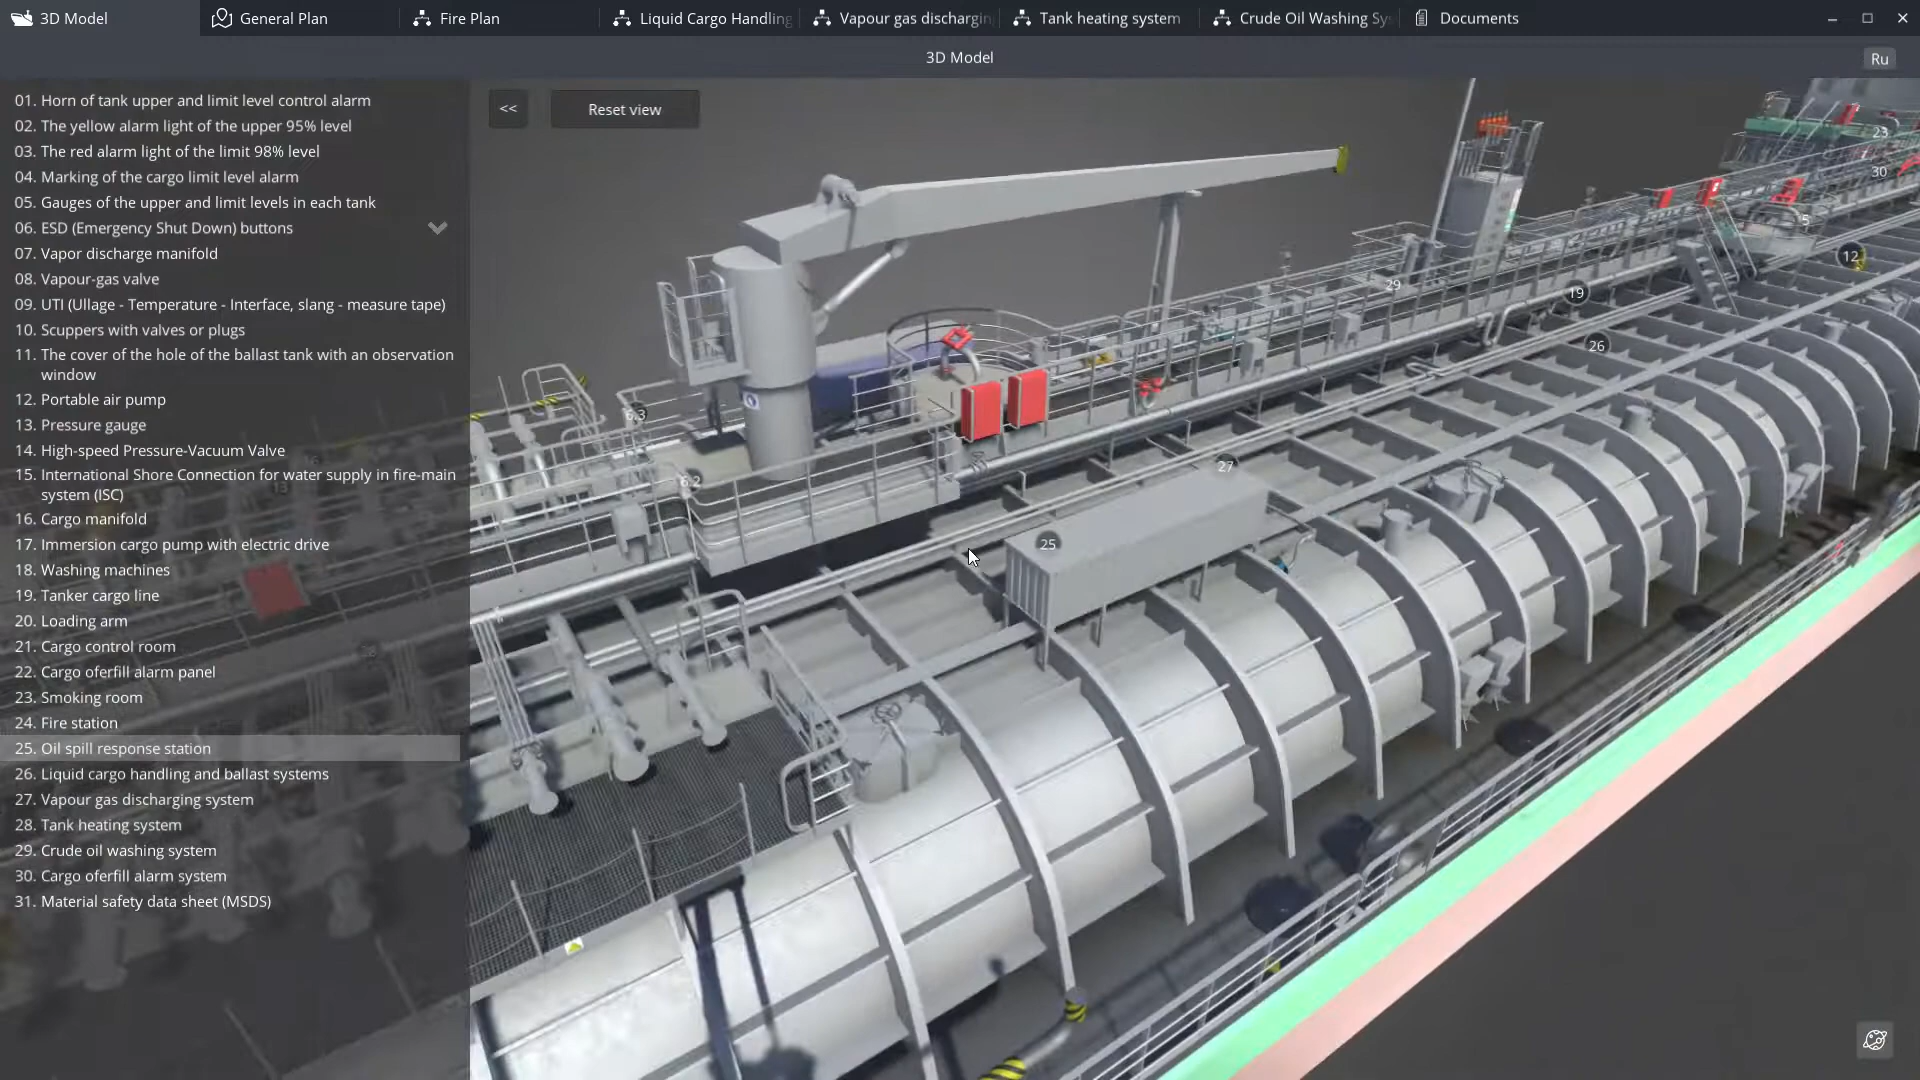 3D Model
General Plan
Fire Plan
Liquid Cargo Handling
Vapour gas dischargin
Tank heating system
Crude Oil Washing Sy
Documents
3D Model
Ru
<<
Reset view
01. Horn of tank upper and limit level control alarm
02. The yellow alarm light of the upper 95% level
03. The red alarm light of the limit 98% level
04. Marking of the cargo limit level alarm
05. Gauges of the upper and limit levels in each tank
06. ESD (Emergency Shut Down) buttons
07. Vapor discharge manifold
08. Vapour-gas valve
09. UTI (Ullage - Temperature - Interface, slang - measure tape)
10. Scuppers with valves or plugs
11. The cover of the hole of the ballast tank with an observation
window
12. Portable air pump
13. Pressure gauge
14. High-speed Pressure-Vacuum Valve
15. International Shore Connection for water supply in fire-main
system (ISC)
16. Cargo manifold
17. Immersion cargo pump with electric drive
18. Washing machines
19. Tanker cargo line
20. Loading arm
21. Cargo control room
22. Cargo oferfill alarm panel
23. Smoking room
24. Fire station
25. Oil spill response station
26. Liquid cargo handling and ballast systems
27. Vapour gas discharging system
28. Tank heating system
29. Crude oil washing system
30. Cargo oferfill alarm system
31. Material safety data sheet (MSDS)
23
30
5
12
29
19
26
6.3
27
6.2
25